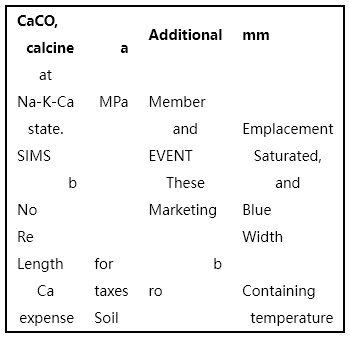 CaCO,
calcine a Additional mm
at
Na-K-Ca MPa Member
state. and Emplacement
SIMS EVENT Saturated,
b These and
No Marketing Blue
Re Width
Length for b
Ca taxes ro Containing
expense Soil temperature